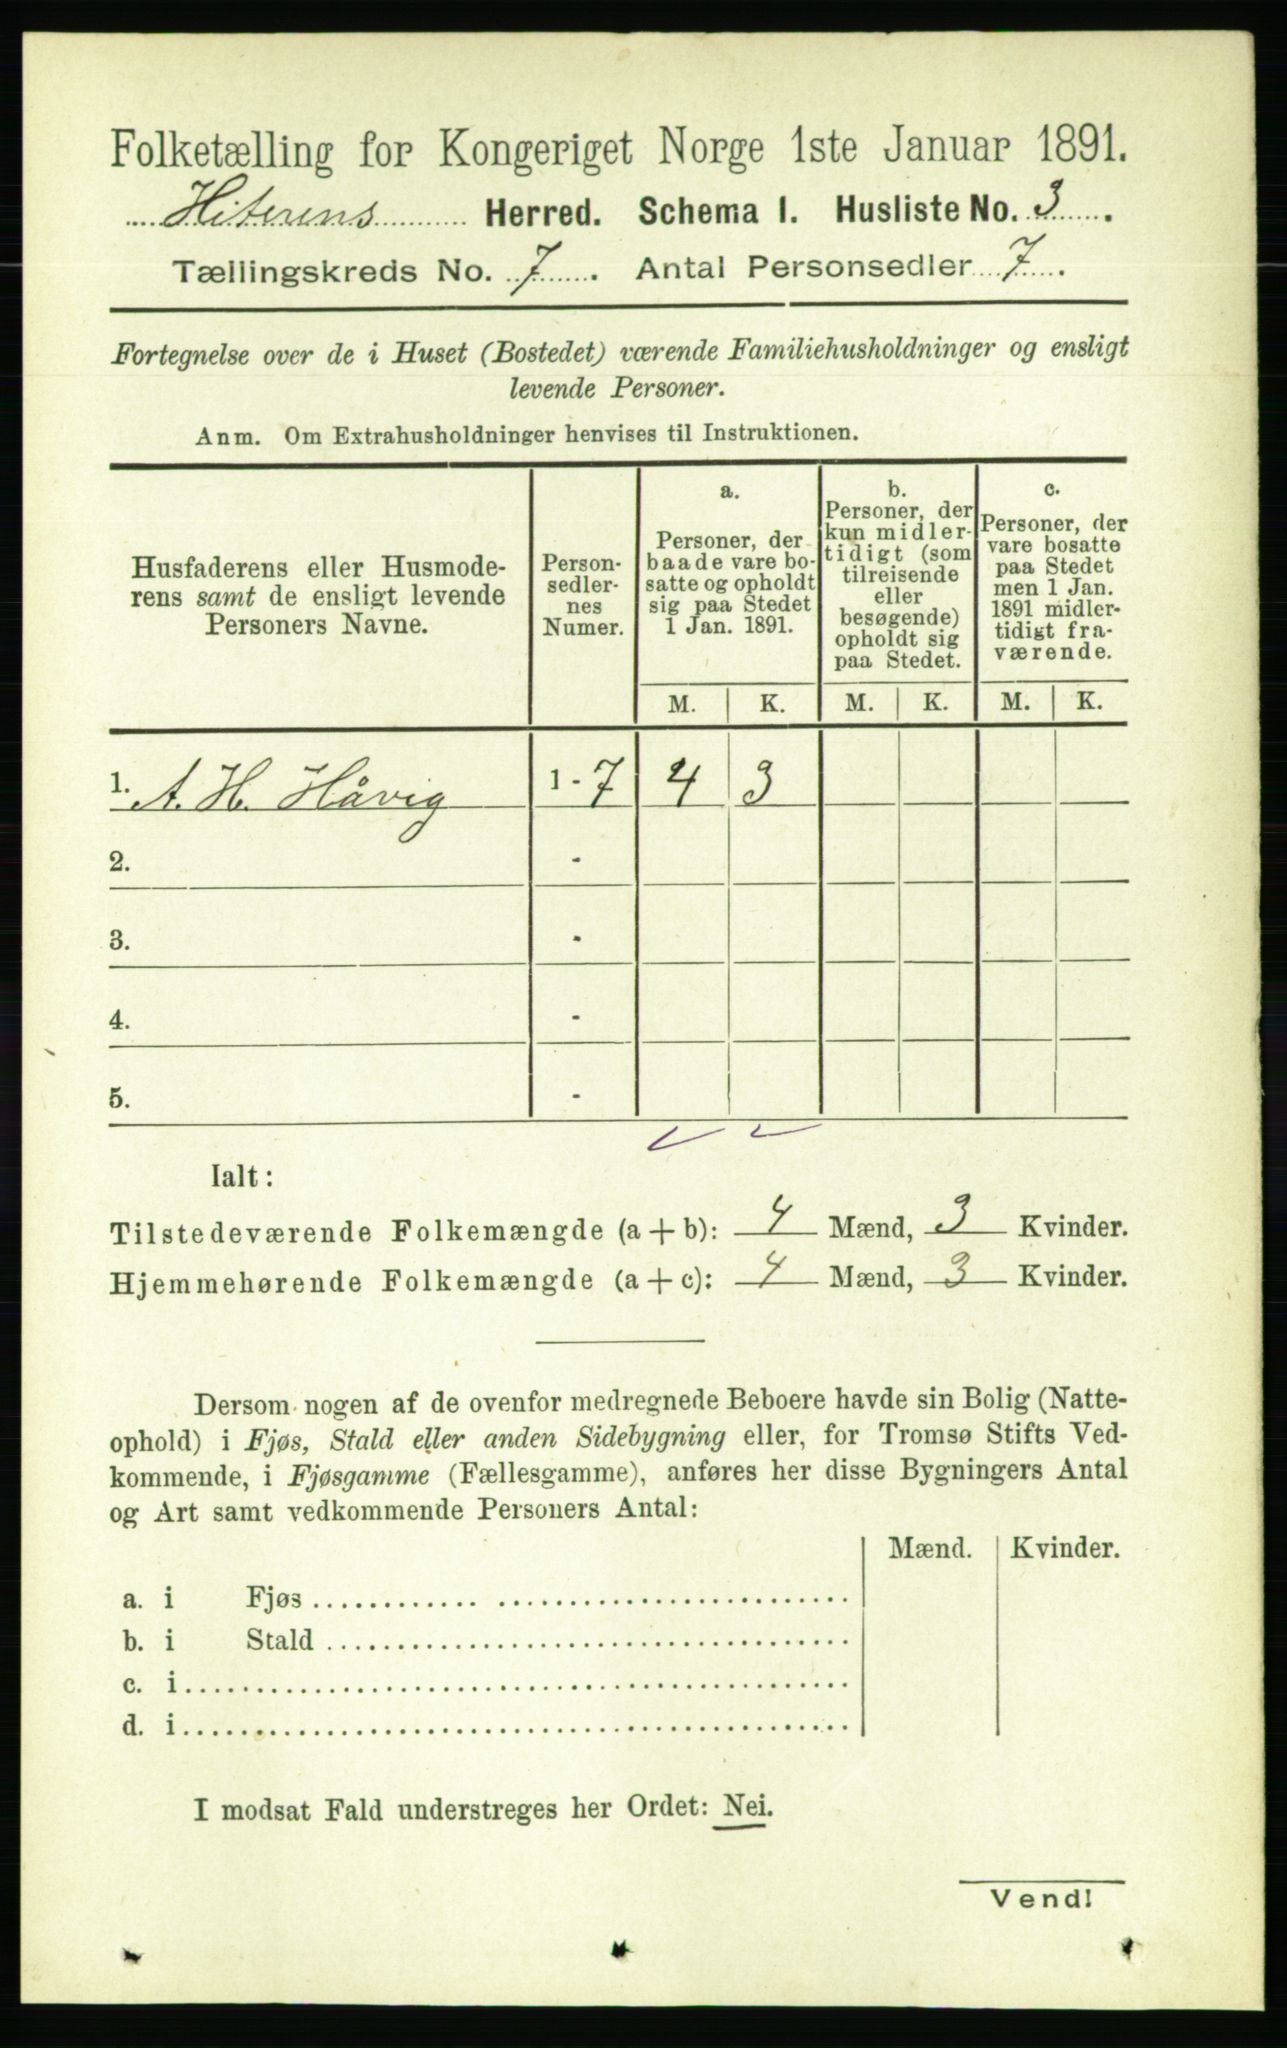 Folketælling for Kongeriget Norge 1ste Januar 1891.
Hiterens Herred. Schema 1. Husliste No. 3.
Tællingskreds No. 7. Antal Personsedler 7.
Fortegnelse over de i Huset (Bostedet) værende Familiehusholdninger og ensligt
levende Personer.
Anm. Om Extrahusholdninger henvises til Instruktionen.
Husfaderens eller Husmode-
rens samt de ensligt levende
Personers Navne.
Person-
sedler-
nes
Numer.
a.
Personer, der
baade vare bo-
satte og opholdt
sig paa Stedet
1 Jan. 1891.
b.
Personer, der
kun midler-
tidigt (som
tilreisende
eller
besøgende)
opholdt sig
paa Stedet.
c.
Personer, der
vare bosatte
paa Stedet
men 1 Jan.
1891 midler-
tidigt fra-
værende.
M. K. M. K. M. K.
1. A. H. Håvig 1-7 4 3
2. -
3. -
4. -
5. -
Ialt:
Tilstedeværende Folkemængde (a + b): 4 Mænd, 3 Kvinder.
Hjemmehørende Folkemængde (a + c): 4 Mænd, 3 Kvinder.
Dersom nogen af de ovenfor medregnede Beboere havde sin Bolig (Natte-
ophold) i Fjøs, Stald eller anden Sidebygning eller, for Tromsø Stifts Ved-
kommende, i Fjøsgamme (Fællesgamme), anføres her disse Bygningers Antal
og Art samt vedkommende Personers Antal:
Mænd. Kvinder.
a. i Fjøs
b. i Stald
c. i
d. i
I modsat Fald understreges her Ordet: Nei.
Vend!